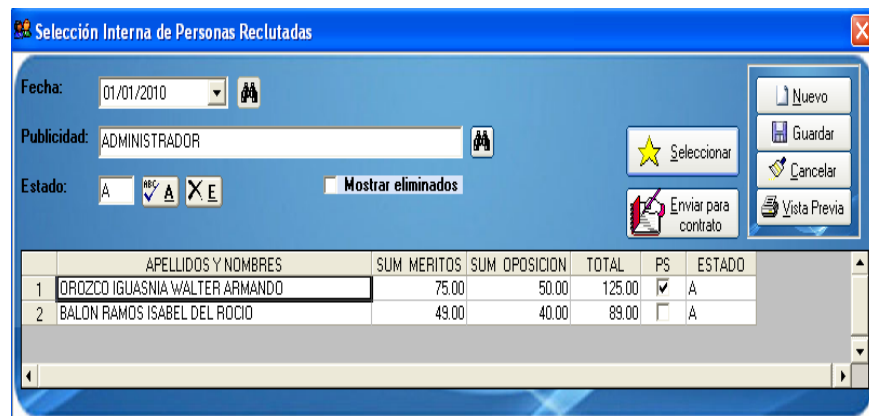 Selección Interna de Personas Reclutadas
Fecha: 01/01/2010
Nuevo
Publicidad: ADMINISTRADOR
Guardar
Seleccionar
Cancelar
Estado: A ABC A E Mostrar eliminados
Enviar para contrato
Vista Previa
APELLIDOS Y NOMBRES SUM MERITOS SUM OPOSICION TOTAL PS ESTADO
1 OROZCO IGUASNIA WALTER ARMANDO 75.00 50.00 125.00 A
2 BALON RAMOS ISABEL DEL ROCIO 49.00 40.00 89.00 A